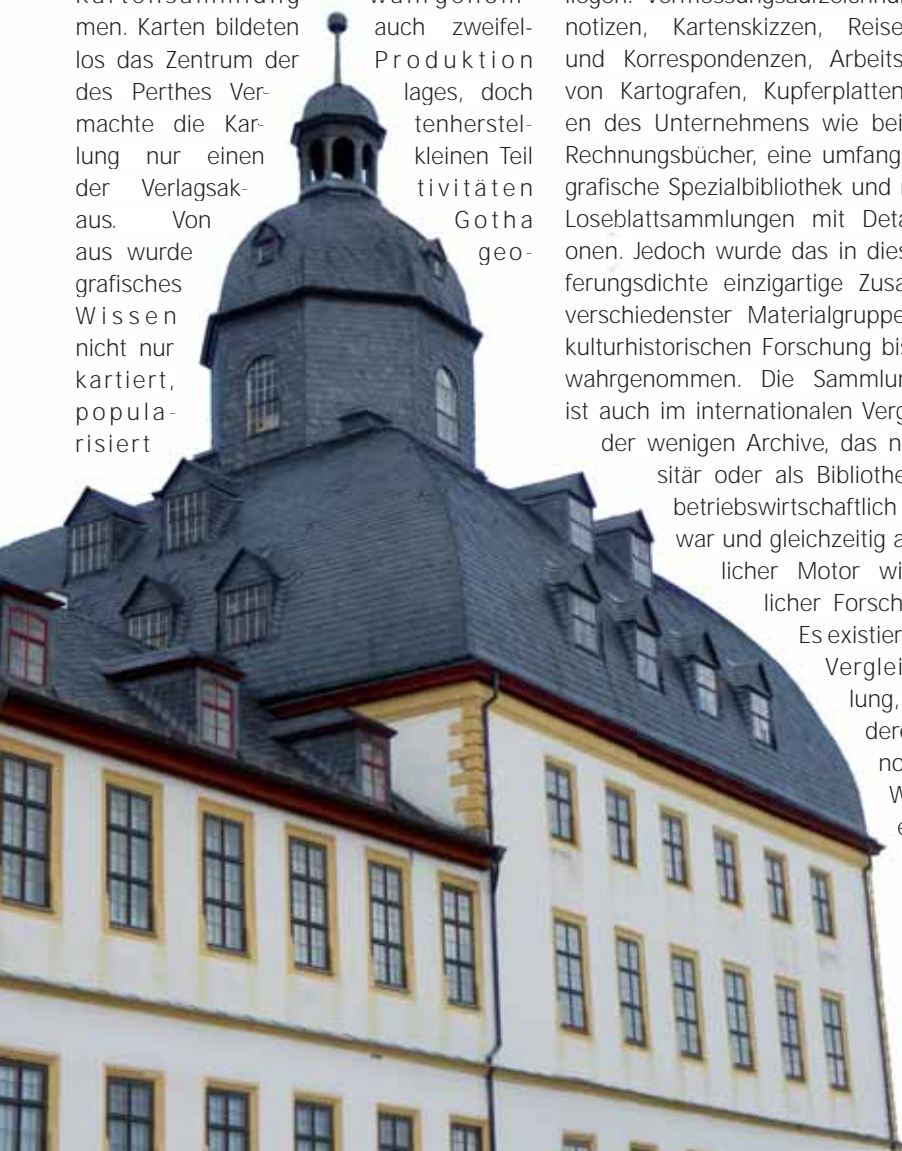 Kartensammlung wahrgenom-
men. Karten bildeten auch zweifel-
los das Zentrum der Produktion
des Perthes Ver- lages, doch
machte die Kar- tenherstel-
lung nur einen kleinen Teil
der Verlagsak- tivitäten
aus. Von Gotha
aus wurde geo-
grafisches
Wissen
nicht nur
kartiert,
popula-
risiert
liegen. Vermessungsaufzeichnun
notizen, Kartenskizzen, Reise
und Korrespondenzen, Arbeits
von Kartografen, Kupferplatten
en des Unternehmens wie bei
Rechnungsbücher, eine umfang
grafische Spezialbibliothek und
Loseblattsammlungen mit Deta
onen. Jedoch wurde das in dies
ferungsdichte einzigartige Zusa
verschiedenster Materialgruppe
kulturhistorischen Forschung bis
wahrgenommen. Die Sammlun
ist auch im internationalen Verg
der wenigen Archive, das n
sitär oder als Bibliothe
betriebswirtschaftlich
war und gleichzeitig a
licher Motor wi
licher Forsch
Es existier
Verglei
lung,
dere
no
W
e